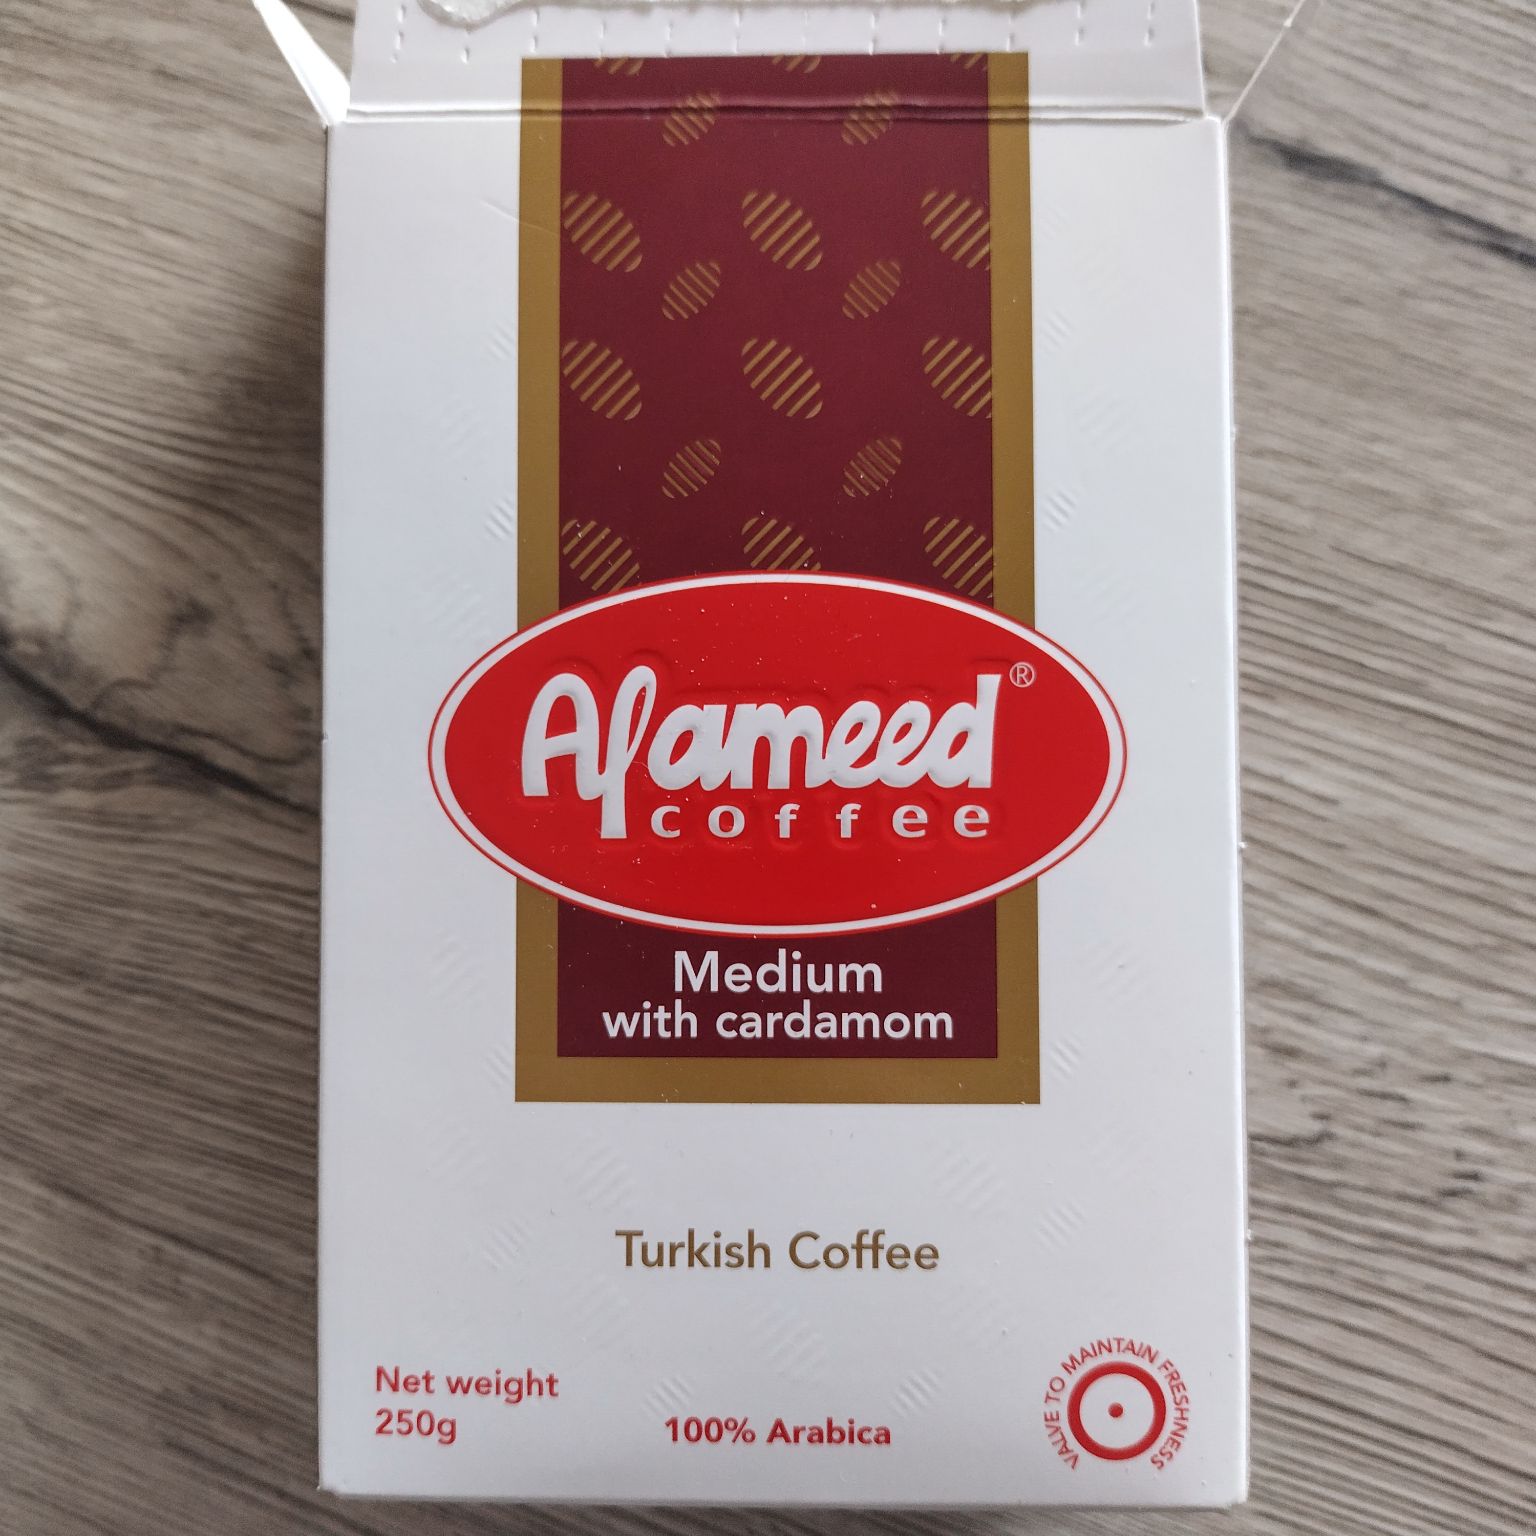 Alameed®
coffee
Medium
with cardamom
Turkish Coffee
Net weight
250g
100% Arabica
VALVE TO MAINTAIN FRESHNESS